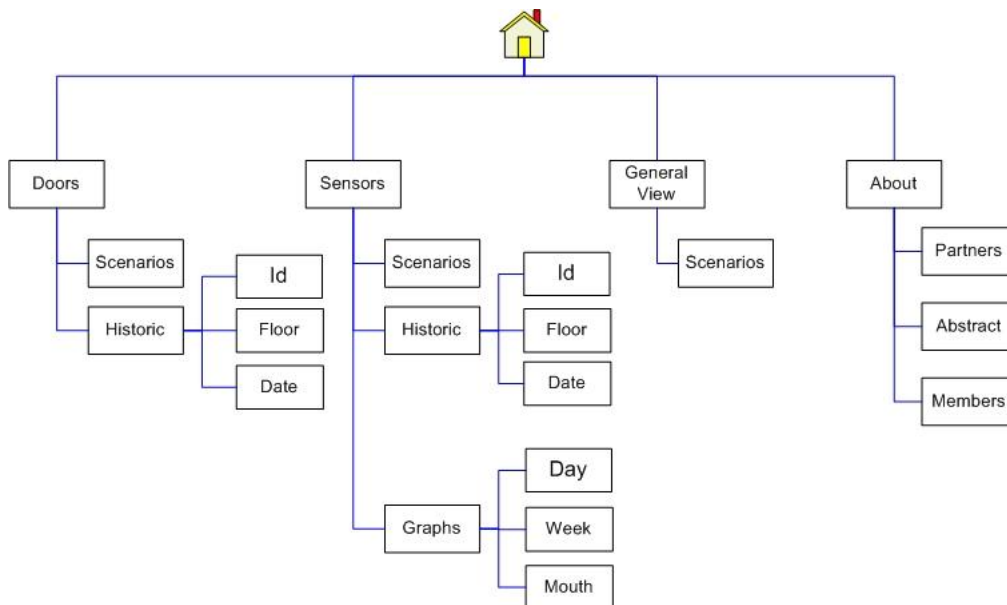 Doors
Sensors
General
View
About
Scenarios
Historic
Id
Floor
Date
Scenarios
Historic
Id
Floor
Date
Graphs
Day
Week
Mouth
Scenarios
Partners
Abstract
Members